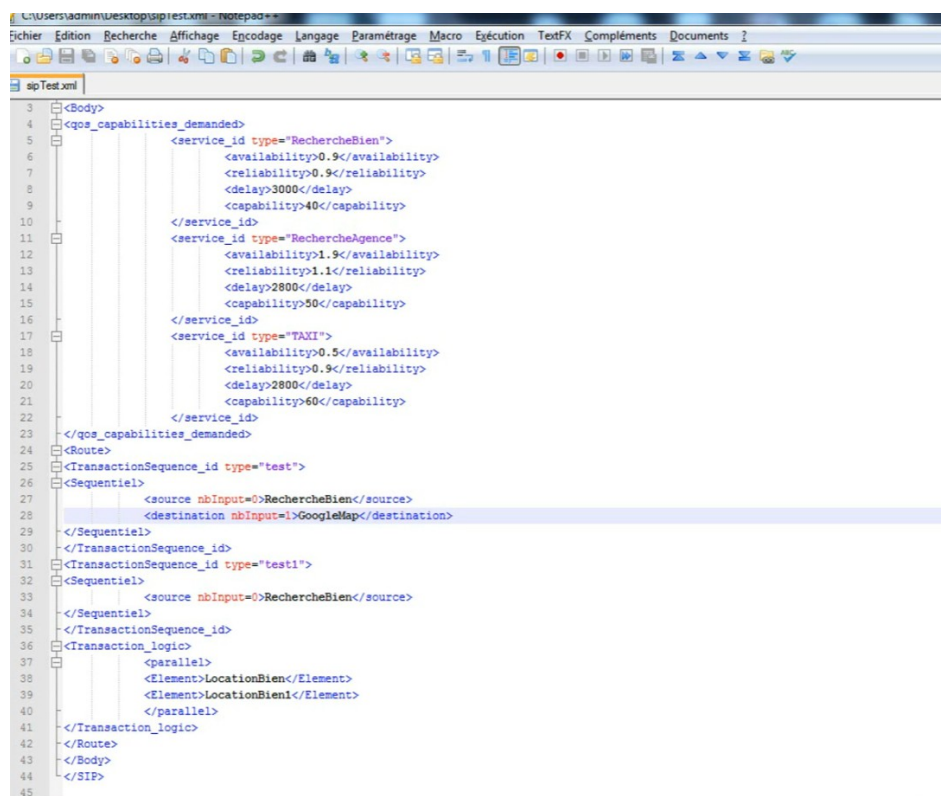 C:\Users\admin\Desktop\sipTest.xml - Notepad++
Fichier Edition Recherche Affichage Encodage Langage Paramétrage Macro Exécution TextFX Compléments Documents ?
sipTest.xml
3 <Body>
4 <qos_capabilities_demanded>
5 <service_id type="RechercheBien">
6 <availability>0.9</availability>
7 <reliability>0.9</reliability>
8 <delay>3000</delay>
9 <capability>40</capability>
10 </service_id>
11 <service_id type="RechercheAgence">
12 <availability>1.9</availability>
13 <reliability>1.1</reliability>
14 <delay>2800</delay>
15 <capability>50</capability>
16 </service_id>
17 <service_id type="TAXI">
18 <availability>0.5</availability>
19 <reliability>0.9</reliability>
20 <delay>2800</delay>
21 <capability>60</capability>
22 </service_id>
23 </qos_capabilities_demanded>
24 <Route>
25 <TransactionSequence_id type="test">
26 <Sequentiel>
27 <source nbInput=0>RechercheBien</source>
28 <destination nbInput=1>GoogleMap</destination>
29 </Sequentiel>
30 </TransactionSequence_id>
31 <TransactionSequence_id type="test1">
32 <Sequentiel>
33 <source nbInput=0>RechercheBien</source>
34 </Sequentiel>
35 </TransactionSequence_id>
36 <Transaction_logic>
37 <parallel>
38 <Element>LocationBien</Element>
39 <Element>LocationBien1</Element>
40 </parallel>
41 </Transaction_logic>
42 </Route>
43 </Body>
44 </SIP>
45